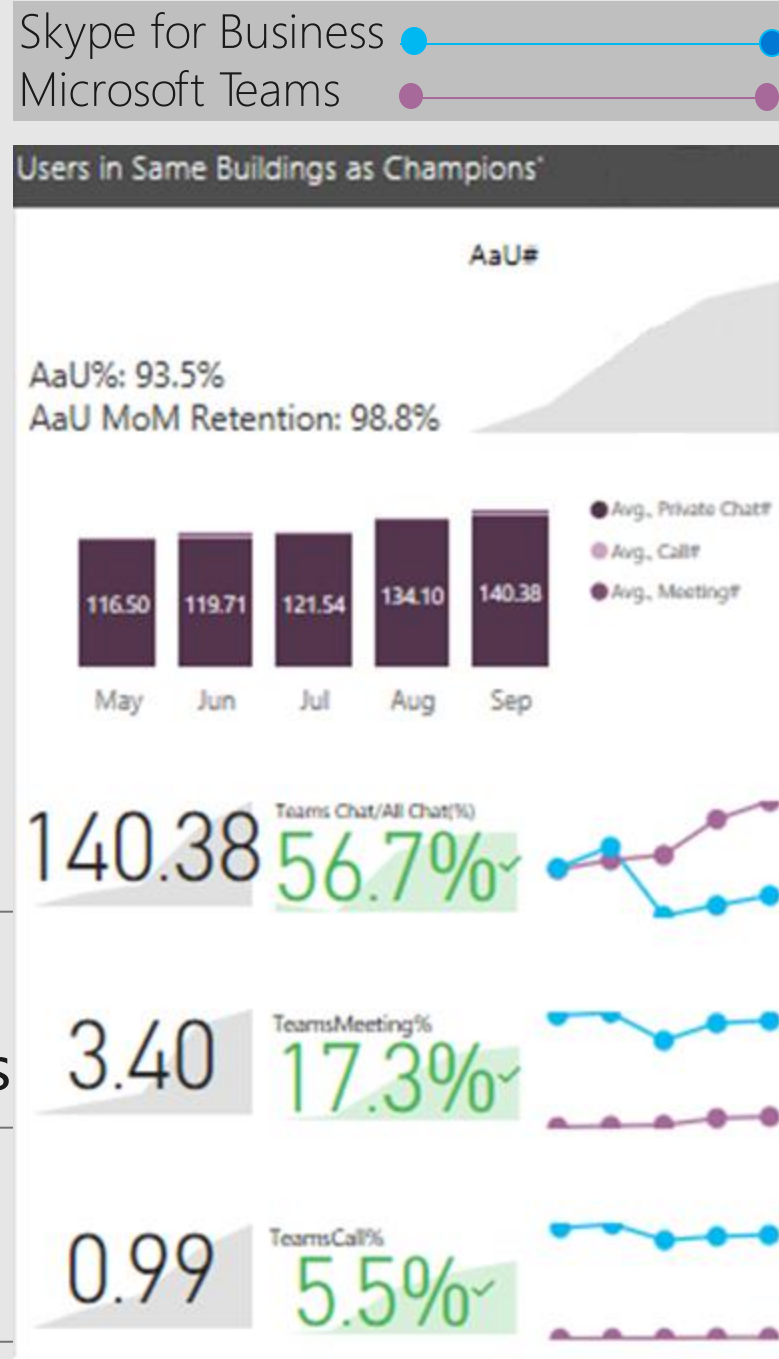 Skype for Business
Microsoft Teams
Users in Same Buildings as Champions*
AaU#
AaU%: 93.5%
AaU MoM Retention: 98.8%
Avg., Private Chat#
Avg., Call#
Avg., Meeting#
116.50 119.71 121.54 134.10 140.38
May Jun Jul Aug Sep
140.38
Teams Chat/All Chat(%)
56.7%
s
3.40
TeamsMeeting%
17.3%
0.99
TeamsCall%
5.5%